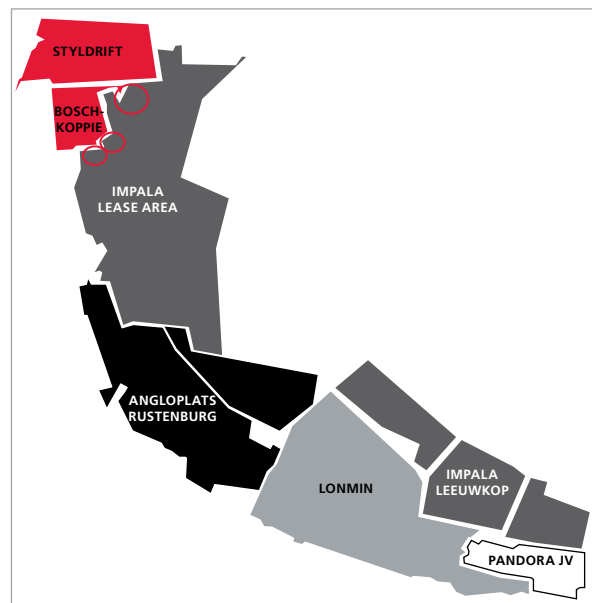 STYLDRIFT
BOSCH-
KOPPIE
IMPALA
LEASE AREA
ANGLOPLATS
RUSTENBURG
LONMIN
IMPALA
LEEUWKOP
PANDORA JV